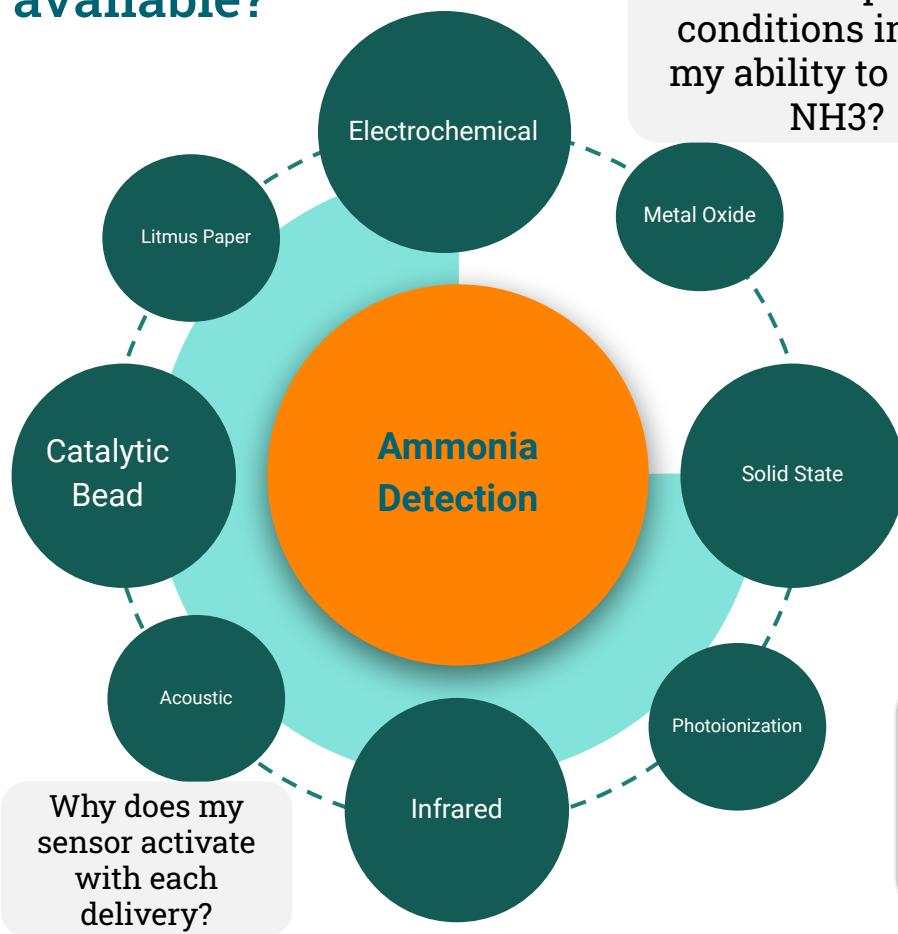 available?
conditions
my ability to
NH3?
Electrochemical
Metal Oxide
Litmus Paper
Catalytic
Bead
Ammonia
Detection
Solid State
Acoustic
Photoionization
Infrared
Why does my
sensor activate
with each
delivery?